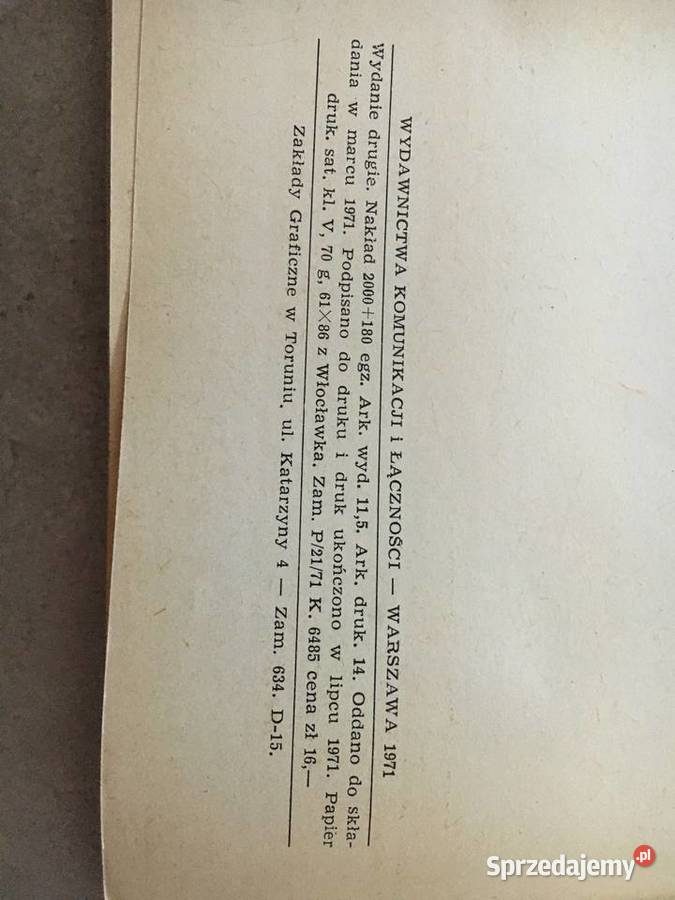 WYDAWNICTWA KOMUNIKACJI i ŁĄCZNOŚCI — WARSZAWA 1971
Wydanie drugie. Nakład 2000+180 egz. Ark. wyd. 11,5. Ark. druk. 14. Oddano do skła-
dania w marcu 1971. Podpisano do druku i druk ukończono w lipcu 1971. Papier
druk. sat. kl. V, 70 g, 61×86 z Włocławka. Zam. P/21/71 K. 6485 cena zł 16,—
Zakłady Graficzne w Toruniu, ul. Katarzyny 4 — Zam. 634. D-15.
Sprzedajemy.pl